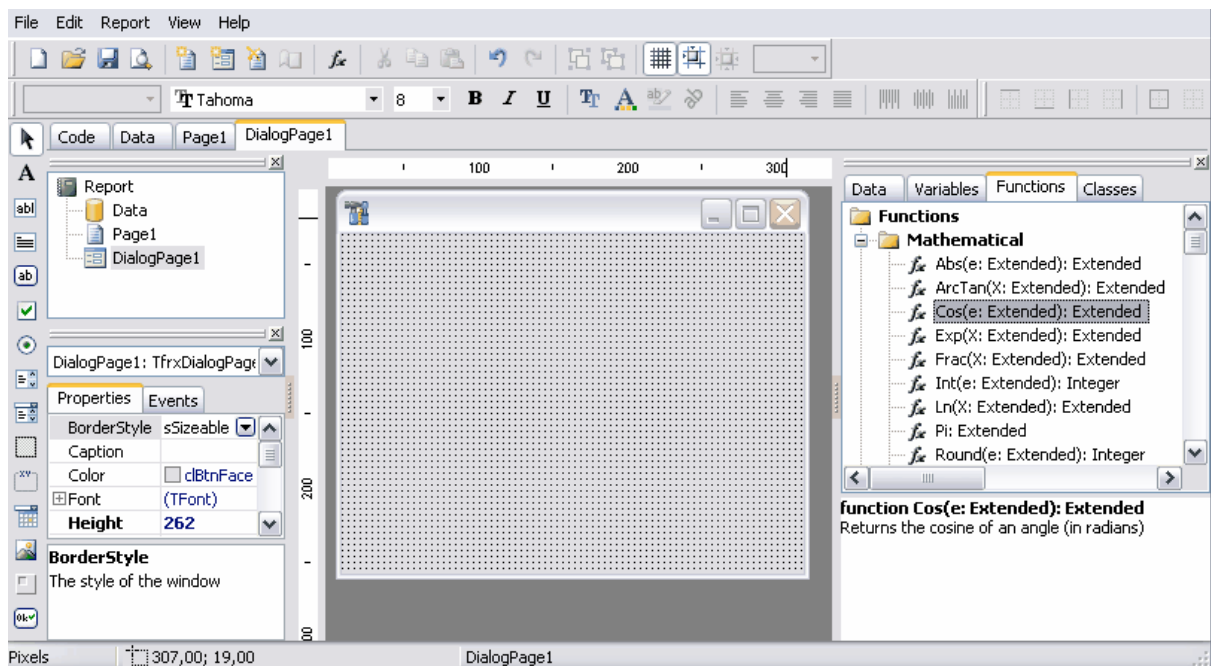 File Edit Report View Help
Tahoma 8 B I U
Code Data Page1 DialogPage1
Report
Data
Page1
DialogPage1
DialogPage1: TfrxDialogPage
Properties Events
BorderStyle sSizeable
Caption
Color clBtnFace
Font (TFont)
Height 262
BorderStyle
The style of the window
100 200 300
100
200
Data Variables Functions Classes
Functions
Mathematical
Abs(e: Extended): Extended
ArcTan(X: Extended): Extended
Cos(e: Extended): Extended
Exp(X: Extended): Extended
Frac(X: Extended): Extended
Int(e: Extended): Integer
Ln(X: Extended): Extended
Pi: Extended
Round(e: Extended): Integer
function Cos(e: Extended): Extended
Returns the cosine of an angle (in radians)
Pixels 307,00; 19,00 DialogPage1